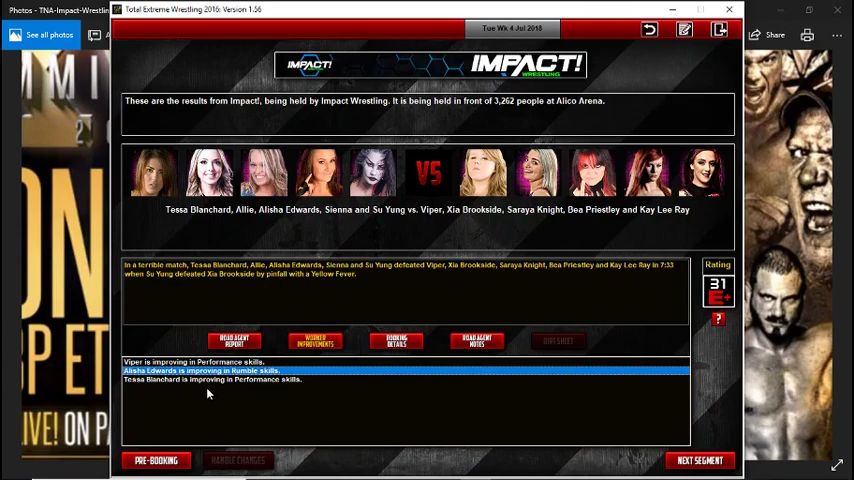 Photos - TNA-Impact-Wrestlin
Total Extreme Wrestling 2016: Version 1.56
See all photos
Share
Tue Wk 4 Jul 2018
IMPACT!
IMPACT!
WRESTLING
These are the results from Impact!, being held by Impact Wrestling. It is being held in front of 3,262 people at Alico Arena.
VS
Tessa Blanchard, Allie, Alisha Edwards, Sienna and Su Yung vs. Viper, Xia Brookside, Saraya Knight, Bea Priestley and Kay Lee Ray
In a terrible match, Tessa Blanchard, Allie, Alisha Edwards, Sienna and Su Yung defeated Viper, Xia Brookside, Saraya Knight, Bea Priestley and Kay Lee Ray in 7:33
when Su Yung defeated Xia Brookside by pinfall with a Yellow Fever.
Rating
31
E+
?
ROAD AGENT REPORT
WORKER IMPROVEMENTS
BOOKING DETAILS
ROAD AGENT NOTES
DIRT SHEET
Viper is improving in Performance skills.
Alisha Edwards is improving in Rumble skills.
Tessa Blanchard is improving in Performance skills.
PRE-BOOKING
HANDLE CHANGES
NEXT SEGMENT